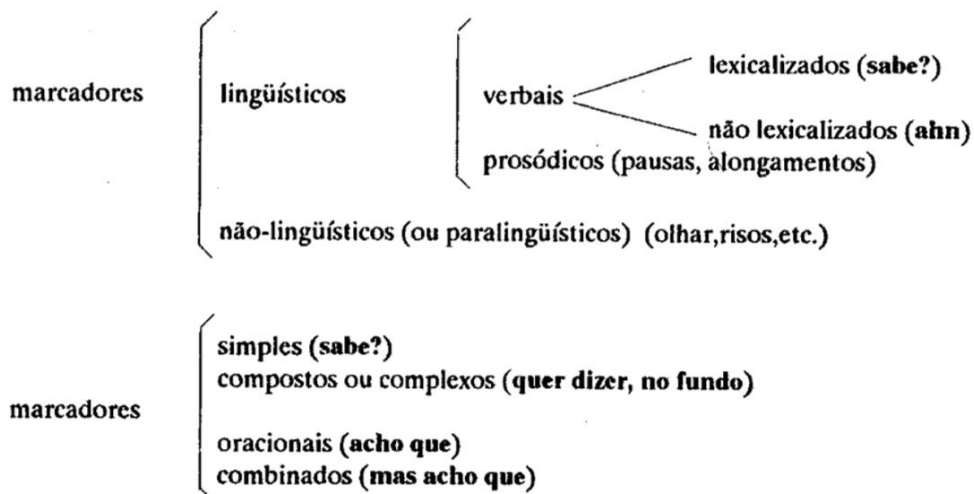 lexicalizados (sabe?)
marcadores lingüísticos verbais
não lexicalizados (ahn)
prosódicos (pausas, alongamentos)
não-lingüísticos (ou paralingüísticos) (olhar,risos,etc.)
simples (sabe?)
compostos ou complexos (quer dizer, no fundo)
marcadores
oracionais (acho que)
combinados (mas acho que)